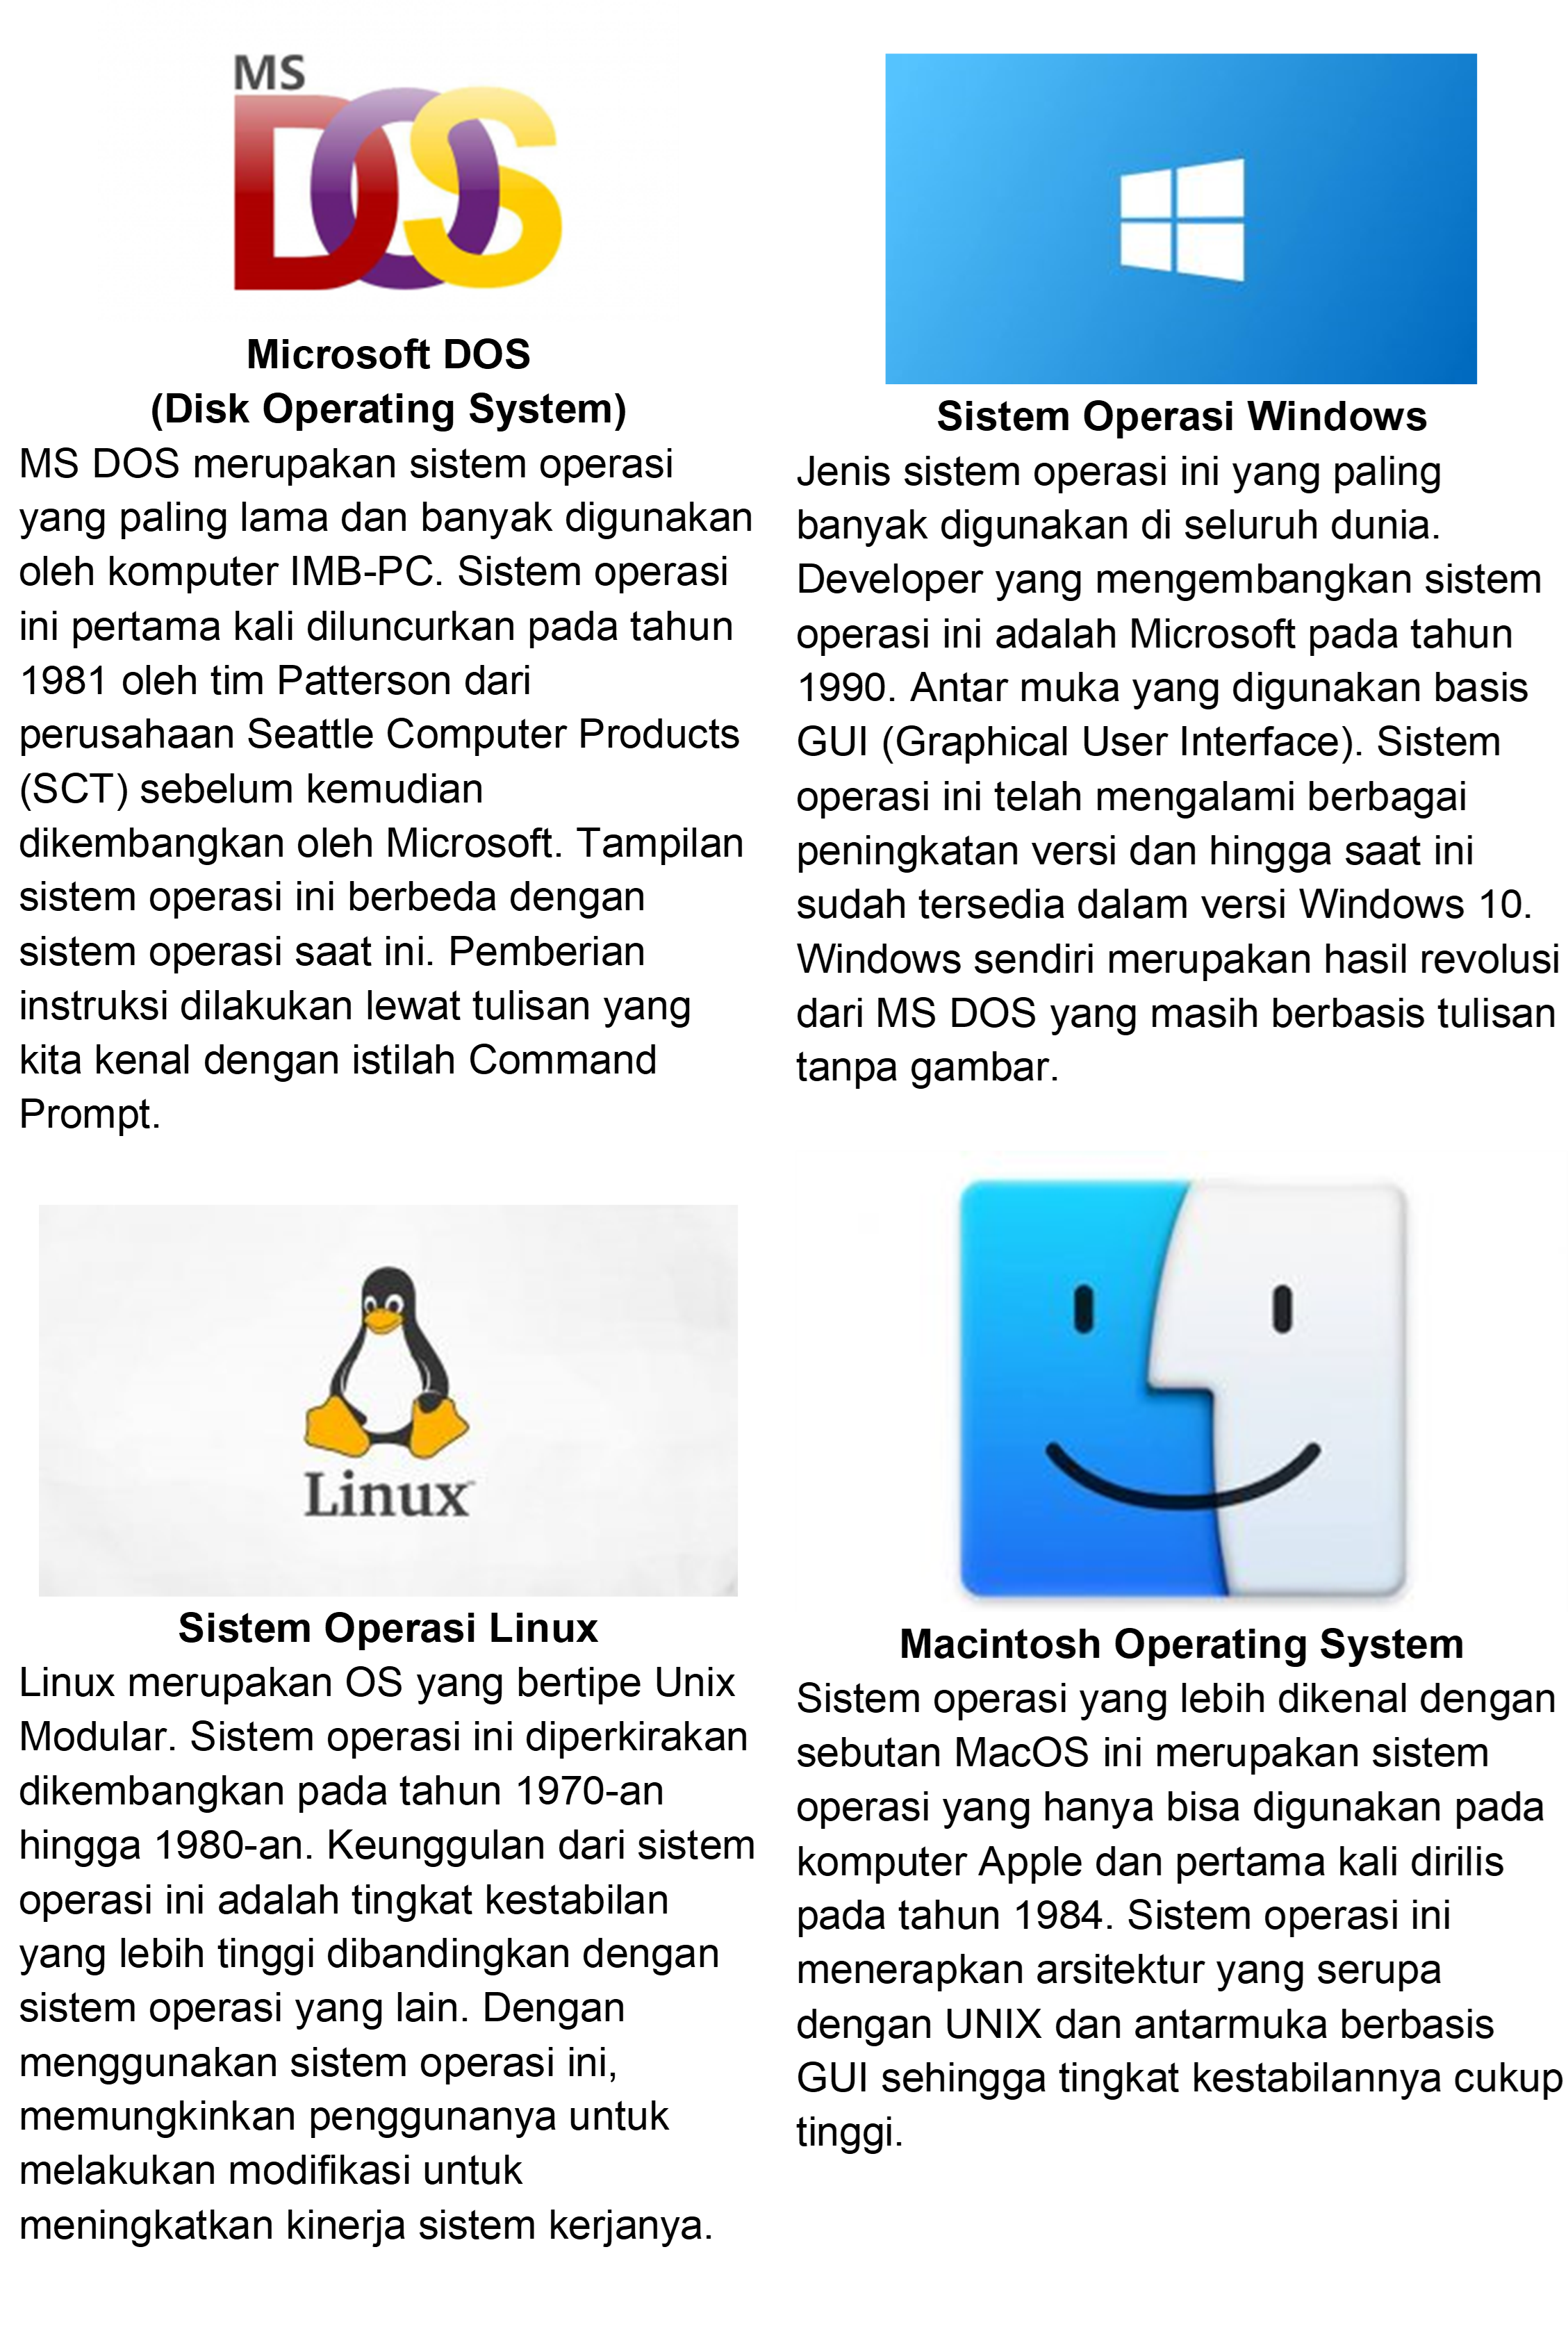 MS
DOS
Microsoft DOS
(Disk Operating System)
MS DOS merupakan sistem operasi
yang paling lama dan banyak digunakan
oleh komputer IMB-PC. Sistem operasi
ini pertama kali diluncurkan pada tahun
1981 oleh tim Patterson dari
perusahaan Seattle Computer Products
(SCT) sebelum kemudian
dikembangkan oleh Microsoft. Tampilan
sistem operasi ini berbeda dengan
sistem operasi saat ini. Pemberian
instruksi dilakukan lewat tulisan yang
kita kenal dengan istilah Command
Prompt.
Sistem Operasi Windows
Jenis sistem operasi ini yang paling
banyak digunakan di seluruh dunia.
Developer yang mengembangkan sistem
operasi ini adalah Microsoft pada tahun
1990. Antar muka yang digunakan basis
GUI (Graphical User Interface). Sistem
operasi ini telah mengalami berbagai
peningkatan versi dan hingga saat ini
sudah tersedia dalam versi Windows 10.
Windows sendiri merupakan hasil revolusi
dari MS DOS yang masih berbasis tulisan
tanpa gambar.
Linux
Sistem Operasi Linux
Linux merupakan OS yang bertipe Unix
Modular. Sistem operasi ini diperkirakan
dikembangkan pada tahun 1970-an
hingga 1980-an. Keunggulan dari sistem
operasi ini adalah tingkat kestabilan
yang lebih tinggi dibandingkan dengan
sistem operasi yang lain. Dengan
menggunakan sistem operasi ini,
memungkinkan penggunanya untuk
melakukan modifikasi untuk
meningkatkan kinerja sistem kerjanya.
Macintosh Operating System
Sistem operasi yang lebih dikenal dengan
sebutan MacOS ini merupakan sistem
operasi yang hanya bisa digunakan pada
komputer Apple dan pertama kali dirilis
pada tahun 1984. Sistem operasi ini
menerapkan arsitektur yang serupa
dengan UNIX dan antarmuka berbasis
GUI sehingga tingkat kestabilannya cukup
tinggi.